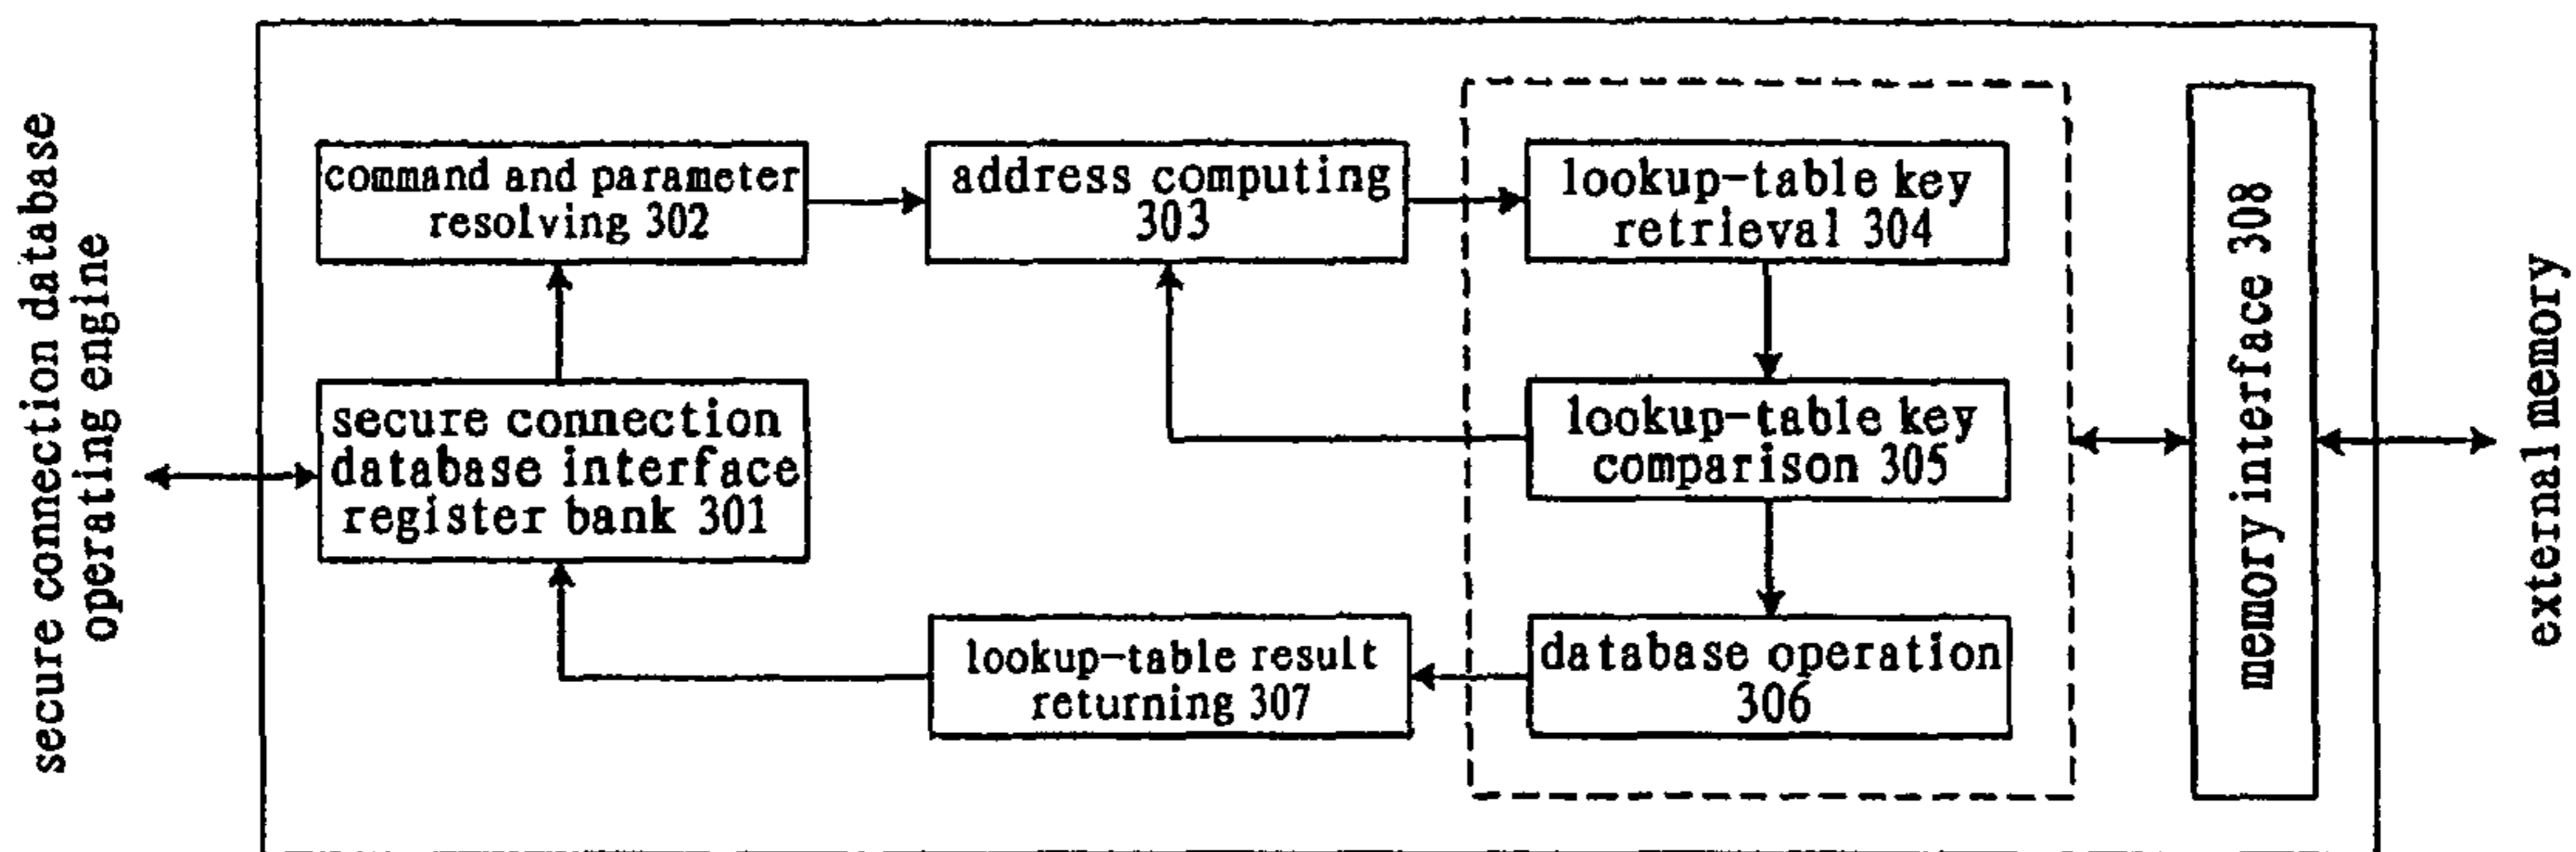 secure connection database
operating engine
command and parameter
resolving 302
address computing
303
lookup-table key
retrieval 304
secure connection
database interface
register bank 301
lookup-table key
comparison 305
lookup-table result
returning 307
database operation
306
memory interface 308
external memory